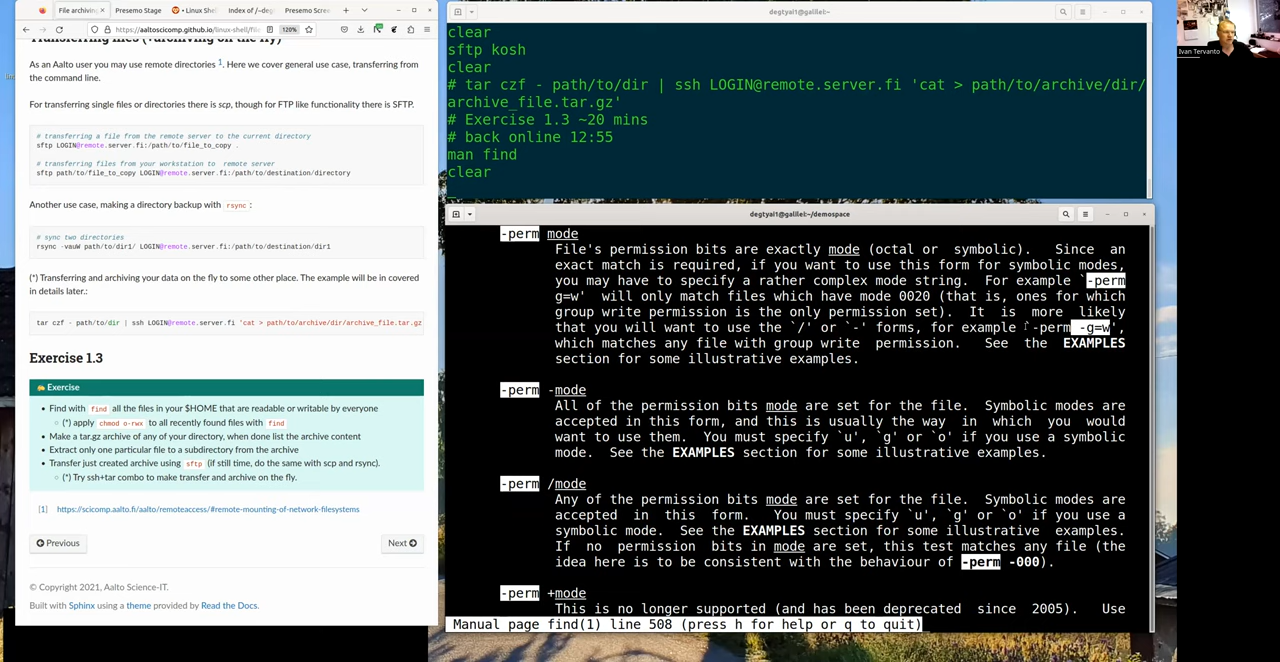 File archiving
Presemo Stage
Linux Shel
Index of /~deg
Presemo Scree
https://aaltoscicomp.github.io/linux-shell/file
120%
Transferring files (+archiving on the fly)
As an Aalto user you may use remote directories 1. Here we cover general use case, transferring from
the command line.
For transferring single files or directories there is scp, though for FTP like functionality there is SFTP.
# transferring a file from the remote server to the current directory
sftp LOGIN@remote.server.fi:/path/to/file_to_copy .
# transferring files from your workstation to remote server
sftp path/to/file_to_copy LOGIN@remote.server.fi:/path/to/destination/directory
Another use case, making a directory backup with rsync :
# sync two directories
rsync -vauW path/to/dir1/ LOGIN@remote.server.fi:/path/to/destination/dir1
(*) Transferring and archiving your data on the fly to some other place. The example will be in covered
in details later.:
tar czf - path/to/dir | ssh LOGIN@remote.server.fi 'cat > path/to/archive/dir/archive_file.tar.gz
Exercise 1.3
Exercise
• Find with find all the files in your $HOME that are readable or writable by everyone
(*) apply chmod o-rwx to all recently found files with find
• Make a tar.gz archive of any of your directory, when done list the archive content
• Extract only one particular file to a subdirectory from the archive
• Transfer just created archive using sftp (if still time, do the same with scp and rsync).
(*) Try ssh+tar combo to make transfer and archive on the fly.
[1] https://scicomp.aalto.fi/aalto/remoteaccess/#remote-mounting-of-network-filesystems
Previous
Next
© Copyright 2021, Aalto Science-IT.
Built with Sphinx using a theme provided by Read the Docs.
degtyai1@galilei:~
clear
sftp kosh
clear
# tar czf - path/to/dir | ssh LOGIN@remote.server.fi 'cat > path/to/archive/dir/
archive_file.tar.gz'
# Exercise 1.3 ~20 mins
# back online 12:55
man find
clear
degtyai1@galilei:~/demospace
-perm mode
File's permission bits are exactly mode (octal or symbolic). Since an
exact match is required, if you want to use this form for symbolic modes,
you may have to specify a rather complex mode string. For example `-perm
g=w' will only match files which have mode 0020 (that is, ones for which
group write permission is the only permission set). It is more likely
that you will want to use the `/' or `-' forms, for example `-perm -g=w',
which matches any file with group write permission. See the EXAMPLES
section for some illustrative examples.
-perm -mode
All of the permission bits mode are set for the file. Symbolic modes are
accepted in this form, and this is usually the way in which you would
want to use them. You must specify `u', `g' or `o' if you use a symbolic
mode. See the EXAMPLES section for some illustrative examples.
-perm /mode
Any of the permission bits mode are set for the file. Symbolic modes are
accepted in this form. You must specify `u', `g' or `o' if you use a
symbolic mode. See the EXAMPLES section for some illustrative examples.
If no permission bits in mode are set, this test matches any file (the
idea here is to be consistent with the behaviour of -perm -000).
-perm +mode
This is no longer supported (and has been deprecated since 2005). Use
Manual page find(1) line 508 (press h for help or q to quit)
Ivan Tervanto